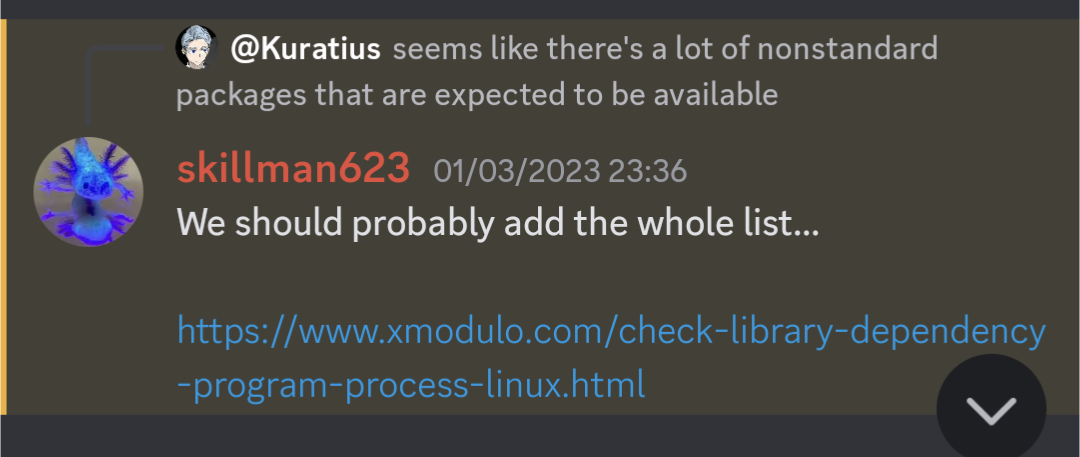 @Kuratius seems like there's a lot of nonstandard
packages that are expected to be available
skillman623 01/03/2023 23:36
We should probably add the whole list...
https://www.xmodulo.com/check-library-dependency
-program-process-linux.html